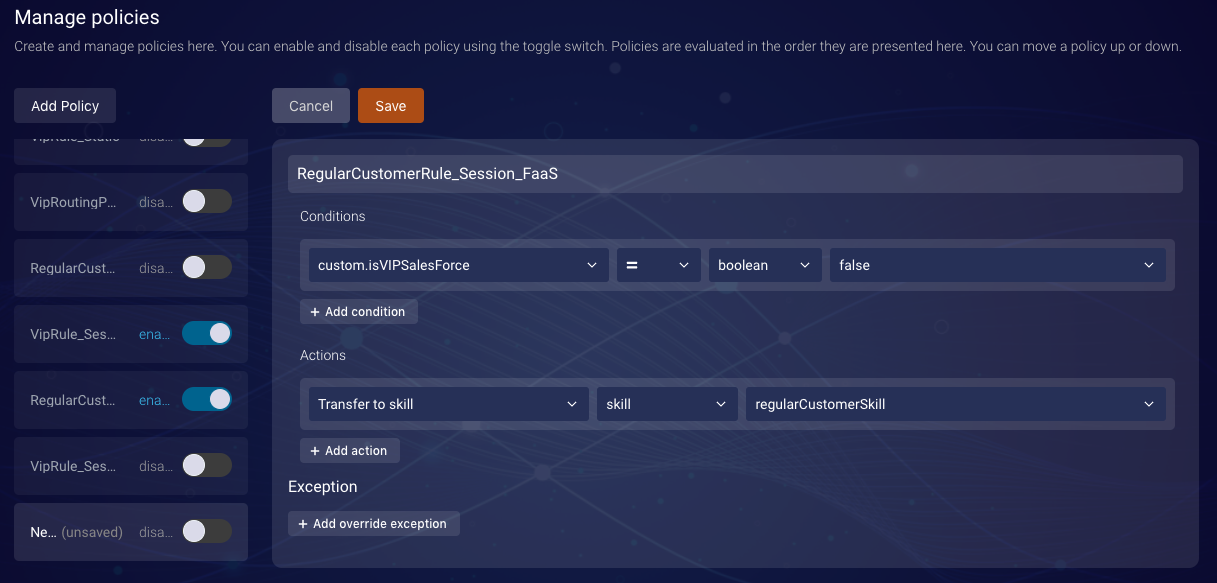 Manage policies
Create and manage policies here. You can enable and disable each policy using the toggle switch. Policies are evaluated in the order they are presented here. You can move a policy up or down.
Add Policy
Cancel
Save
VipRule_Static disa...
VipRoutingP... disa...
RegularCust... disa...
VipRule_Ses... ena...
RegularCust... ena...
VipRule_Ses... disa...
Ne... (unsaved) disa...
RegularCustomerRule_Session_FaaS
Conditions
custom.isVIPSalesForce = boolean false
+ Add condition
Actions
Transfer to skill skill regularCustomerSkill
+ Add action
Exception
+ Add override exception